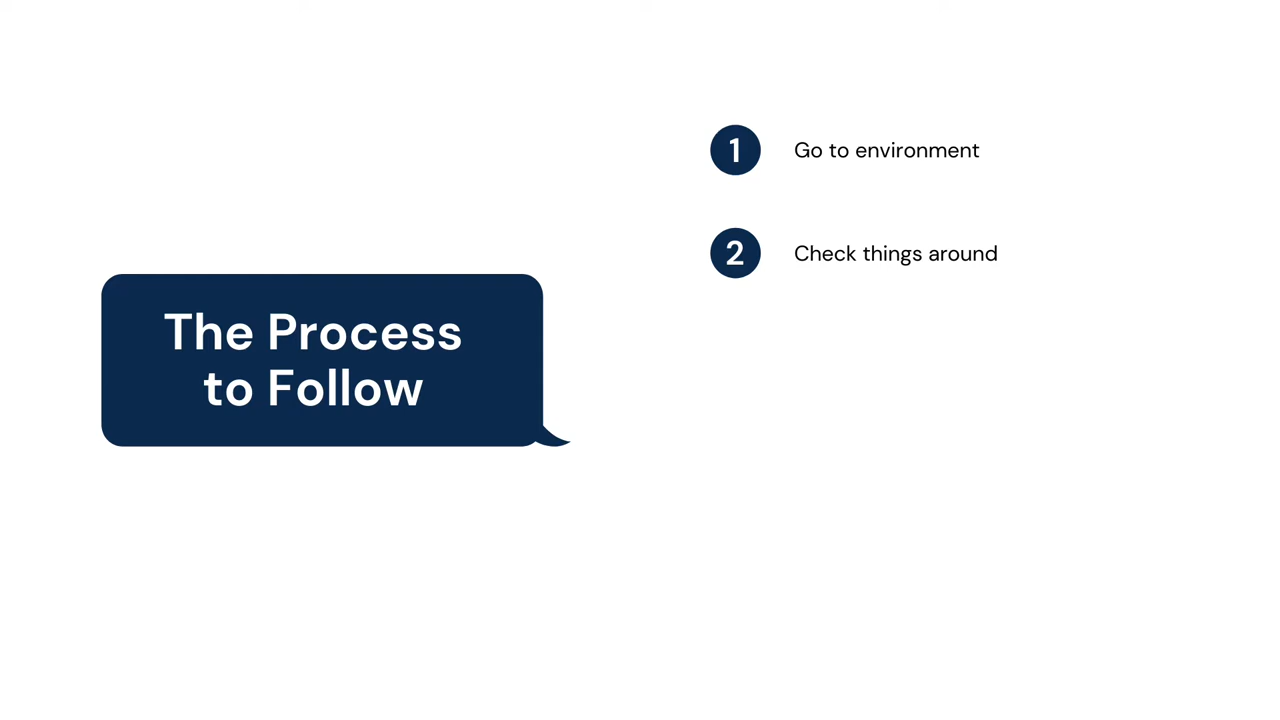 The Process
to Follow
1 Go to environment
2 Check things around